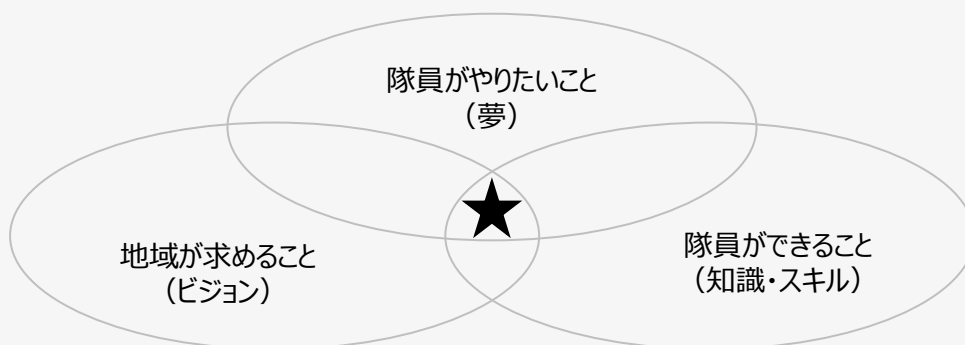 隊員がやりたいこと
（夢）
地域が求めること
（ビジョン）
隊員ができること
（知識・スキル）